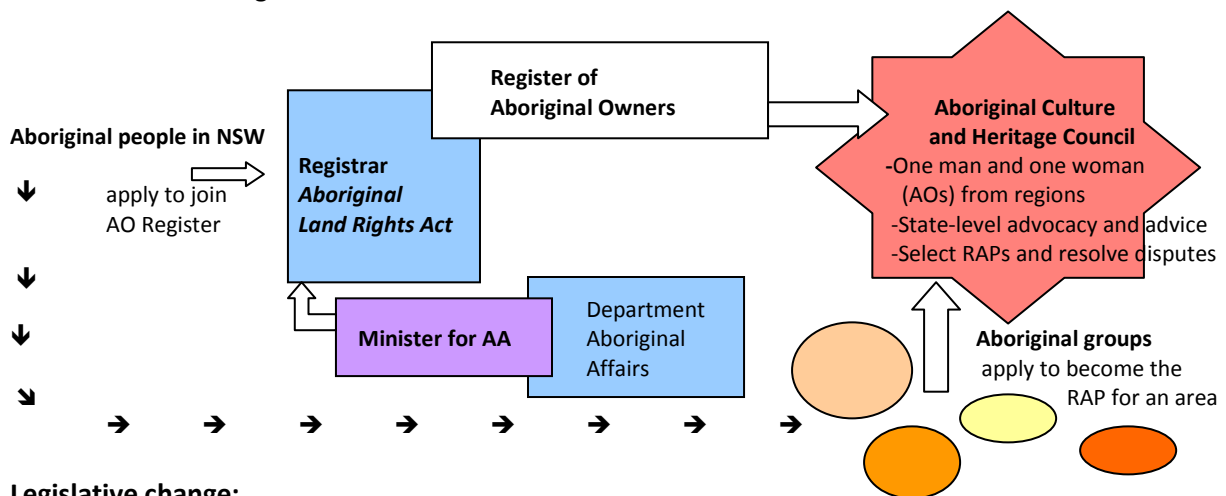 Register of
Aboriginal Owners
Aboriginal people in NSW
apply to join
AO Register
Registrar
Aboriginal
Land Rights Act
Aboriginal Culture
and Heritage Council
-One man and one woman
(AOs) from regions
-State-level advocacy and advice
-Select RAPs and resolve disputes
Minister for AA
Department
Aboriginal
Affairs
Aboriginal groups
apply to become the
RAP for an area
Legislative change: